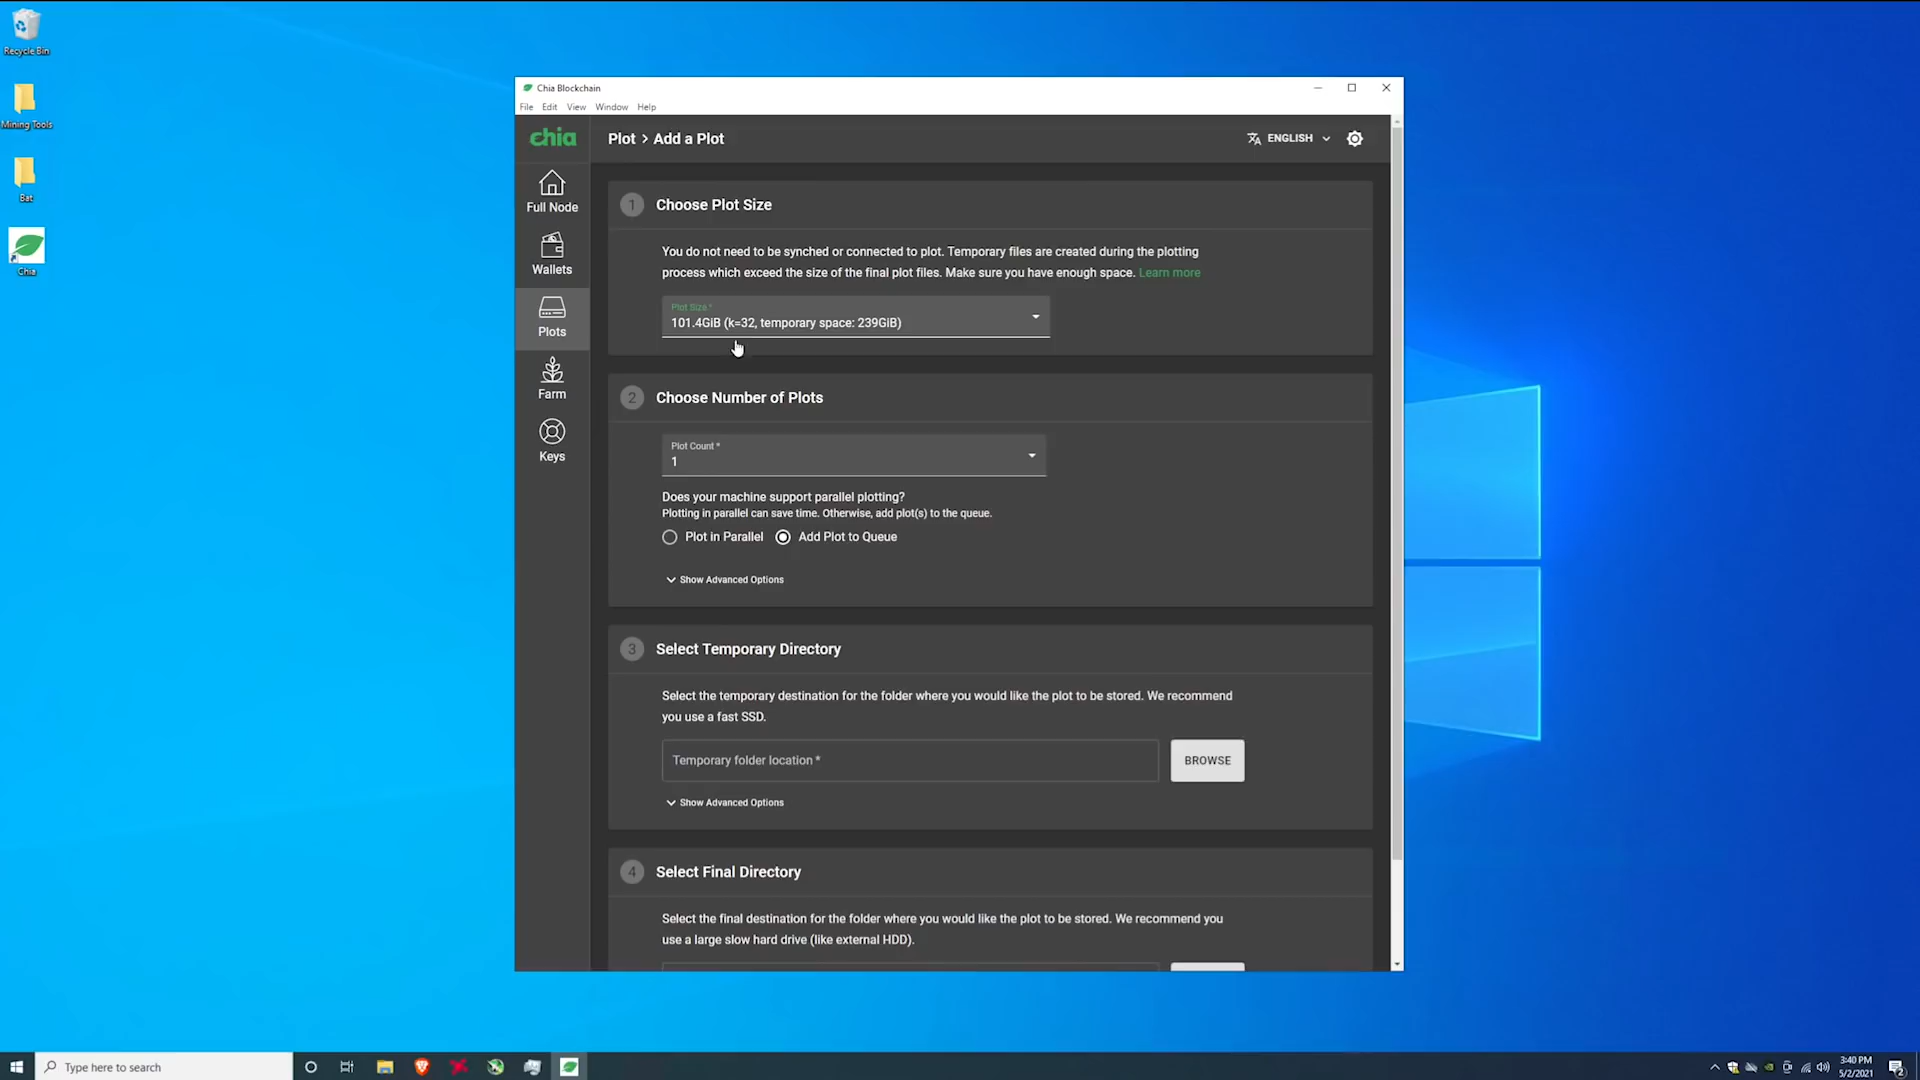 Recycle Bin
Mining Tools
Bat
Chia
Chia Blockchain
File Edit View Window Help
chia
Plot > Add a Plot
ENGLISH
Full Node
Wallets
Plots
Farm
Keys
1 Choose Plot Size
You do not need to be synched or connected to plot. Temporary files are created during the plotting
process which exceed the size of the final plot files. Make sure you have enough space. Learn more
Plot Size *
101.4GiB (k=32, temporary space: 239GiB)
2 Choose Number of Plots
Plot Count *
1
Does your machine support parallel plotting?
Plotting in parallel can save time. Otherwise, add plot(s) to the queue.
Plot in Parallel Add Plot to Queue
Show Advanced Options
3 Select Temporary Directory
Select the temporary destination for the folder where you would like the plot to be stored. We recommend
you use a fast SSD.
Temporary folder location *
BROWSE
Show Advanced Options
4 Select Final Directory
Select the final destination for the folder where you would like the plot to be stored. We recommend you
use a large slow hard drive (like external HDD).
Type here to search
3:40 PM
5/2/2021
2